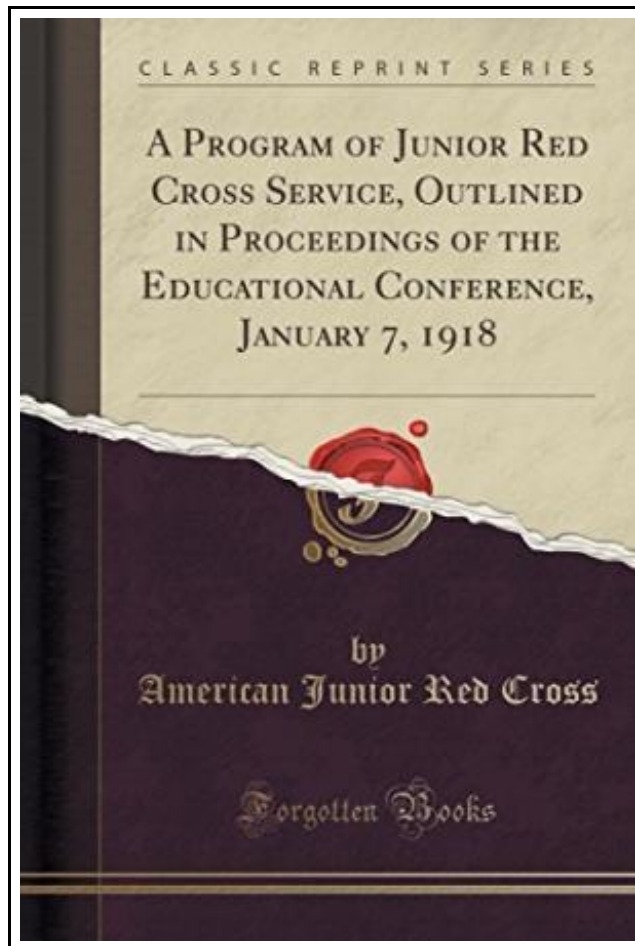 CLASSIC REPRINT SERIES
A PROGRAM OF JUNIOR RED
CROSS SERVICE, OUTLINED
IN PROCEEDINGS OF THE
EDUCATIONAL CONFERENCE,
JANUARY 7, 1918
by
American Junior Red Cross
Forgotten Books